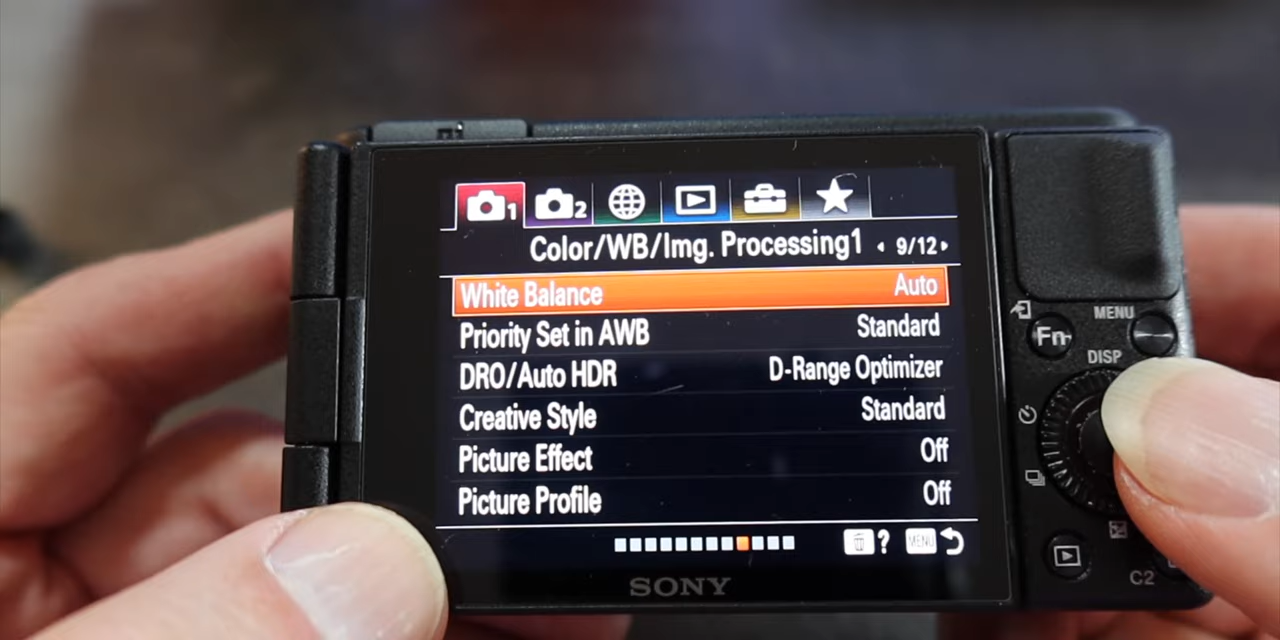 1 2
Color/WB/Img. Processing1 9/12
White Balance Auto
Priority Set in AWB Standard
DRO/Auto HDR D-Range Optimizer
Creative Style Standard
Picture Effect Off
Picture Profile Off
? MENU
SONY
Fn
MENU
DISP
C2